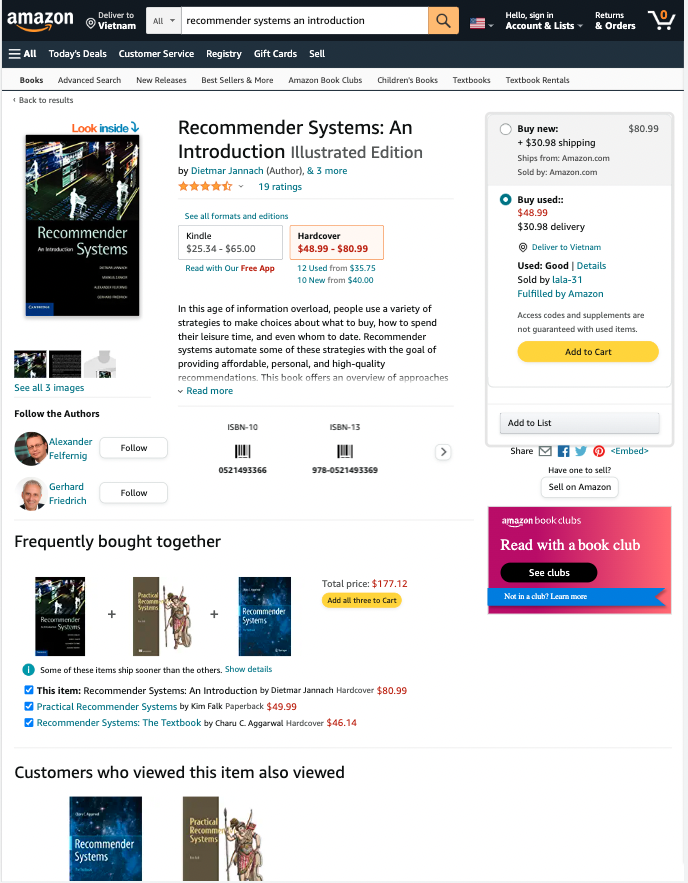 amazon
Deliver to
Vietnam
All
recommender systems an introduction
Hello, sign in
Account & Lists
Returns
& Orders
0
All
Today's Deals
Customer Service
Registry
Gift Cards
Sell
Books
Advanced Search
New Releases
Best Sellers & More
Amazon Book Clubs
Children's Books
Textbooks
Textbook Rentals
‹ Back to results
Look inside
Recommender
An Introduction Systems
DIETMAR JANNACH
MARKUS ZANKER
ALEXANDER FELFERNIG
GERHARD FRIEDRICH
CAMBRIDGE
See all 3 images
Follow the Authors
Alexander
Felfernig
Follow
Gerhard
Friedrich
Follow
Recommender Systems: An
Introduction Illustrated Edition
by Dietmar Jannach (Author), & 3 more
19 ratings
See all formats and editions
Kindle
$25.34 - $65.00
Read with Our Free App
Hardcover
$48.99 - $80.99
12 Used from $35.75
10 New from $40.00
In this age of information overload, people use a variety of
strategies to make choices about what to buy, how to spend
their leisure time, and even whom to date. Recommender
systems automate some of these strategies with the goal of
providing affordable, personal, and high-quality
recommendations. This book offers an overview of approaches
Read more
ISBN-10
0521493366
ISBN-13
978-0521493369
Buy new:
$80.99
+ $30.98 shipping
Ships from: Amazon.com
Sold by: Amazon.com
Buy used::
$48.99
$30.98 delivery
Deliver to Vietnam
Used: Good | Details
Sold by lala-31
Fulfilled by Amazon
Access codes and supplements are
not guaranteed with used items.
Add to Cart
Add to List
Share
<Embed>
Have one to sell?
Sell on Amazon
amazon book clubs
Read with a book club
See clubs
Not in a club? Learn more
Frequently bought together
Recommender
Systems
+
Practical
Recommender
Systems
+
Recommender
Systems
Total price: $177.12
Add all three to Cart
Some of these items ship sooner than the others. Show details
This item: Recommender Systems: An Introduction by Dietmar Jannach Hardcover $80.99
Practical Recommender Systems by Kim Falk Paperback $49.99
Recommender Systems: The Textbook by Charu C. Aggarwal Hardcover $46.14
Customers who viewed this item also viewed
Charu C. Aggarwal
Recommender
Systems
Practical
Recommender
Systems